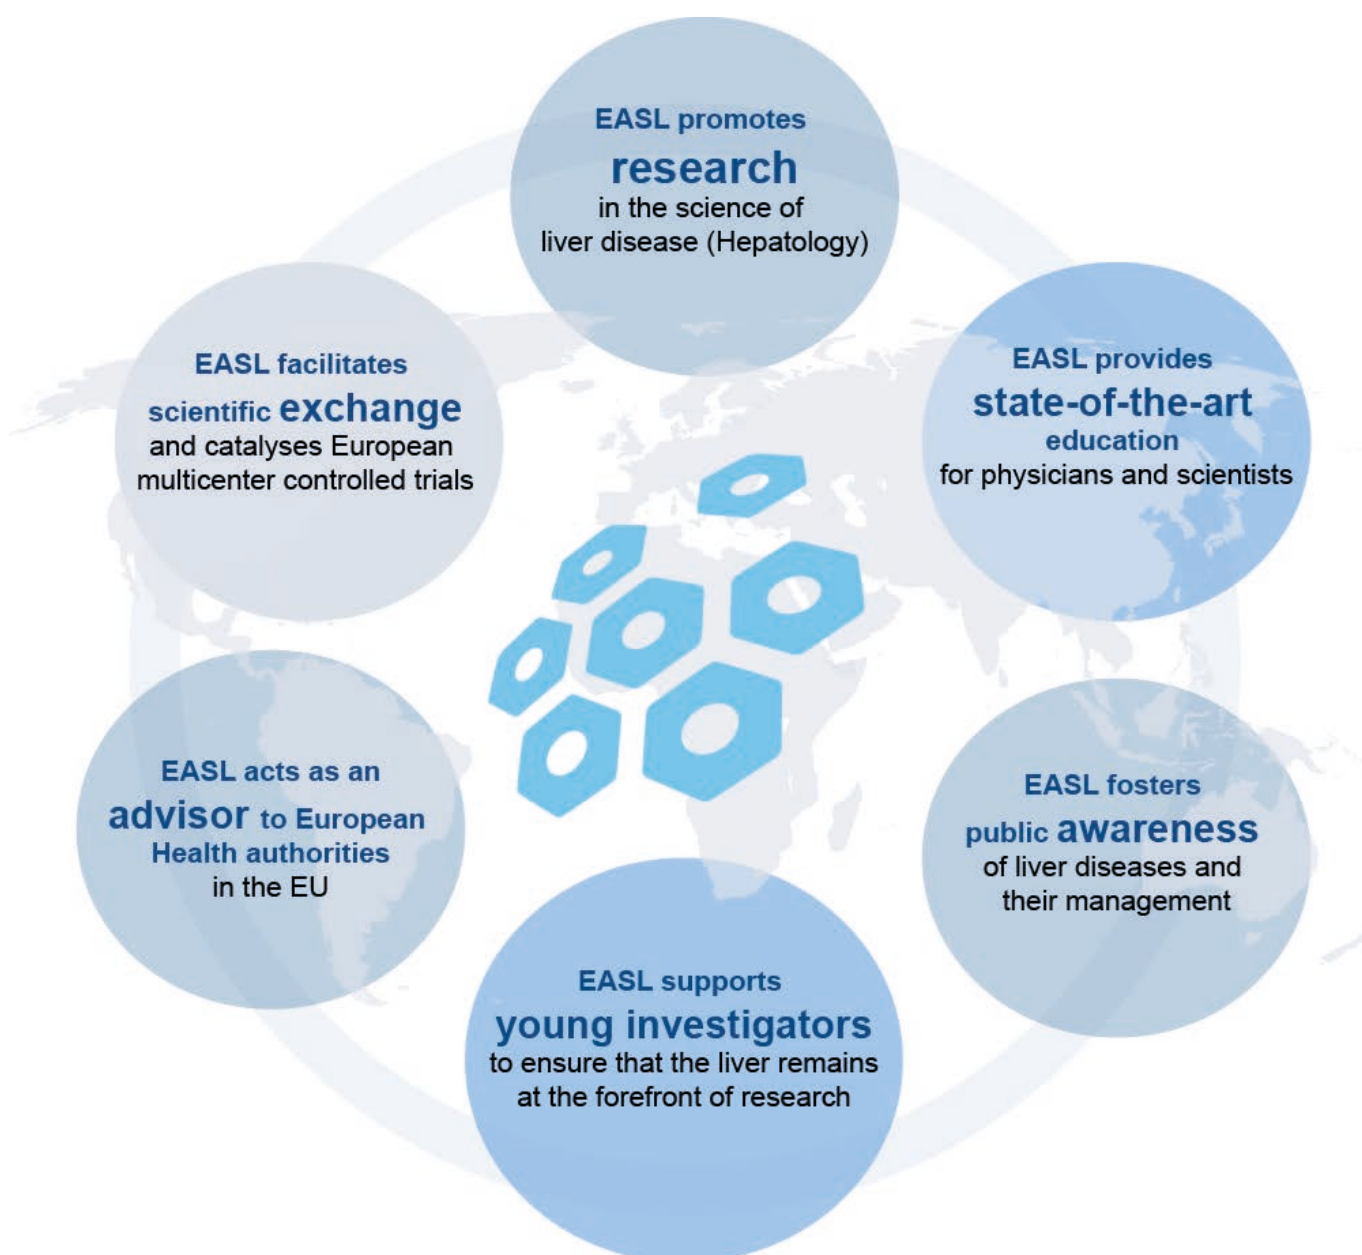 EASL promotes
research
in the science of
liver disease (Hepatology)
EASL provides
state-of-the-art
education
for physicians and scientists
EASL fosters
public awareness
of liver diseases and
their management
EASL supports
young investigators
to ensure that the liver remains
at the forefront of research
EASL acts as an
advisor to European
Health authorities
in the EU
EASL facilitates
scientific exchange
and catalyses European
multicenter controlled trials